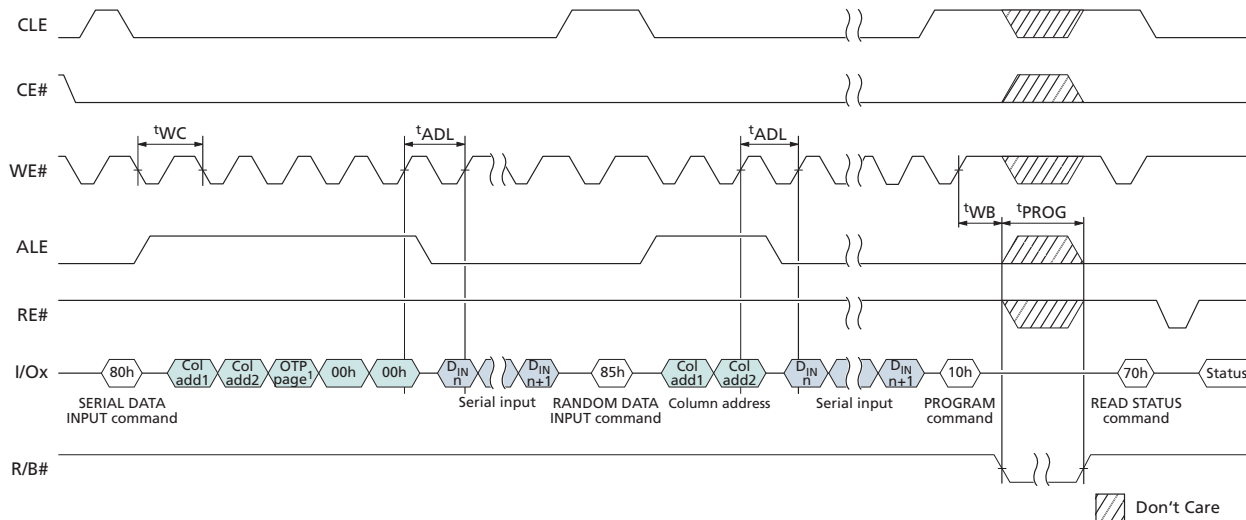 CLE
CE#
tWC
tADL
tADL
WE#
tWB
tPROG
ALE
RE#
I/Ox
80h
Col add1
Col add2
OTP page1
00h
00h
DIN n
DIN n+1
85h
Col add1
Col add2
DIN n
DIN n+1
10h
70h
Status
SERIAL DATA
INPUT command
Serial input
RANDOM DATA
INPUT command
Column address
Serial input
PROGRAM
command
READ STATUS
command
R/B#
Don't Care